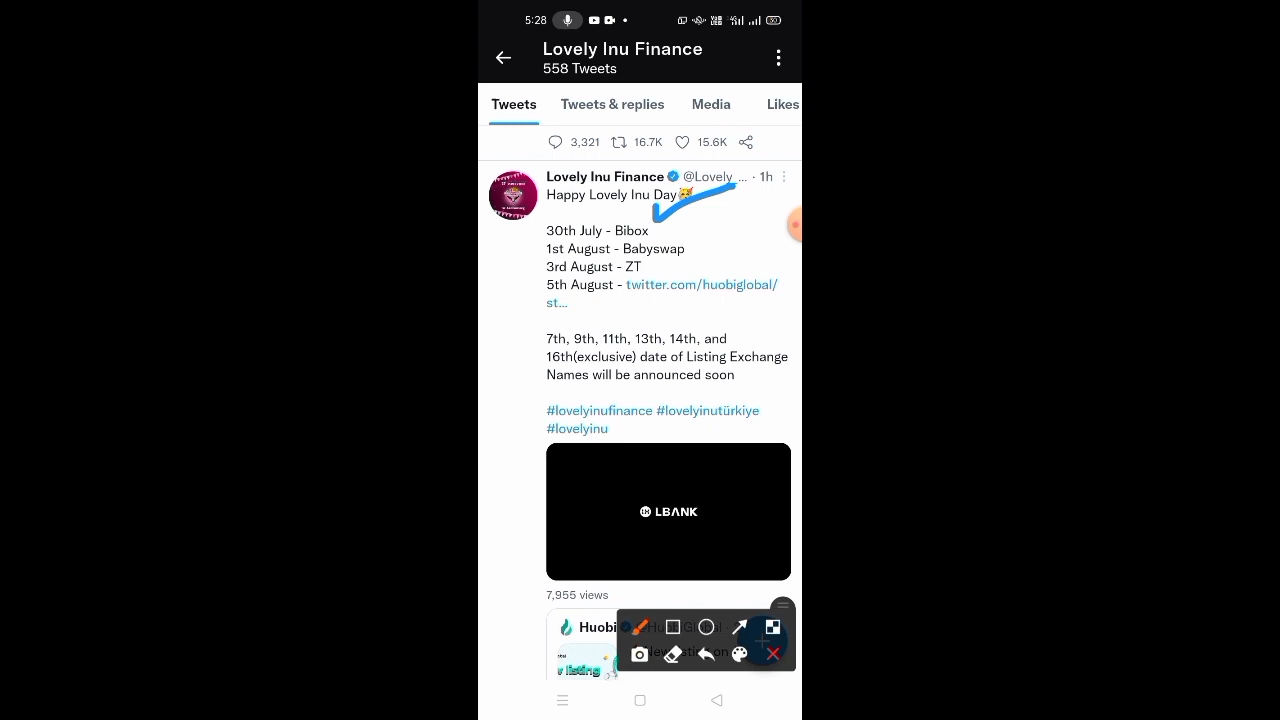 5:28
Lovely Inu Finance
558 Tweets
Tweets Tweets & replies Media Likes
3,321 16.7K 15.6K
Lovely Inu Finance @Lovely_... · 1h
Happy Lovely Inu Day🥳
30th July - Bibox
1st August - Babyswap
3rd August - ZT
5th August - twitter.com/huobiglobal/
st...
7th, 9th, 11th, 13th, 14th, and
16th(exclusive) date of Listing Exchange
Names will be announced soon
#lovelyinufinance #lovelyinutürkiye
#lovelyinu
LBANK
7,955 views
Huobi
listing